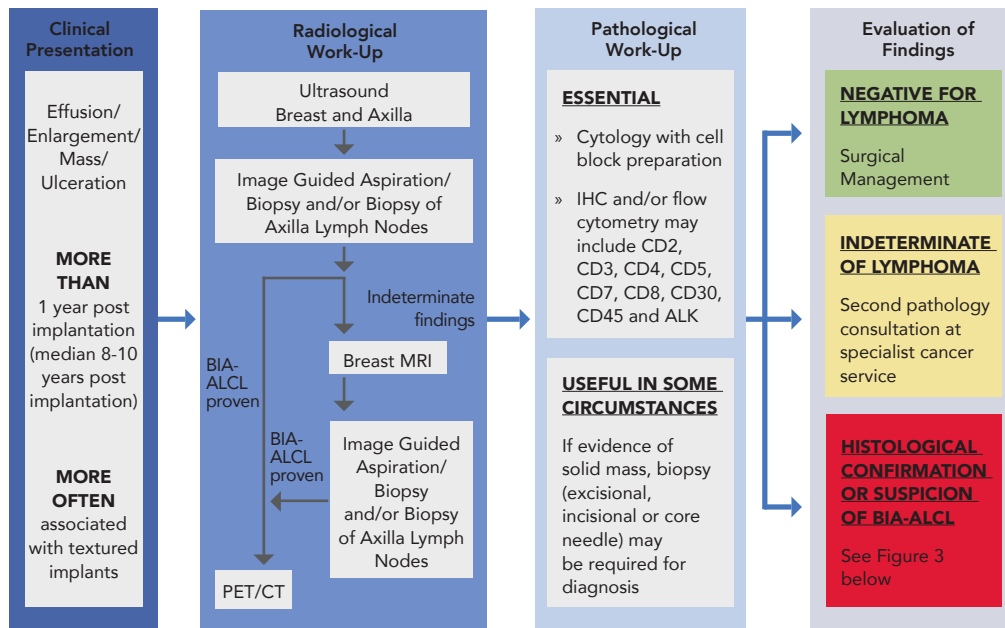 Clinical
Presentation
Effusion/
Enlargement/
Mass/
Ulceration
MORE
THAN
1 year post
implantation
(median 8-10
years post
implantation)
MORE
OFTEN
associated
with textured
implants
Radiological
Work-Up
Ultrasound
Breast and Axilla
Image Guided Aspiration/
Biopsy and/or Biopsy of
Axilla Lymph Nodes
Indeterminate
findings
BIA-
ALCL
proven
Breast MRI
BIA-
ALCL
proven
Image Guided
Aspiration/
Biopsy
and/or Biopsy
of Axilla Lymph
Nodes
PET/CT
Pathological
Work-Up
ESSENTIAL
» Cytology with cell
block preparation
» IHC and/or flow
cytometry may
include CD2,
CD3, CD4, CD5,
CD7, CD8, CD30,
CD45 and ALK
USEFUL IN SOME
CIRCUMSTANCES
If evidence of
solid mass, biopsy
(excisional,
incisional or core
needle) may
be required for
diagnosis
Evaluation of
Findings
NEGATIVE FOR
LYMPHOMA
Surgical
Management
INDETERMINATE
OF LYMPHOMA
Second pathology
consultation at
specialist cancer
service
HISTOLOGICAL
CONFIRMATION
OR SUSPICION
OF BIA-ALCL
See Figure 3
below